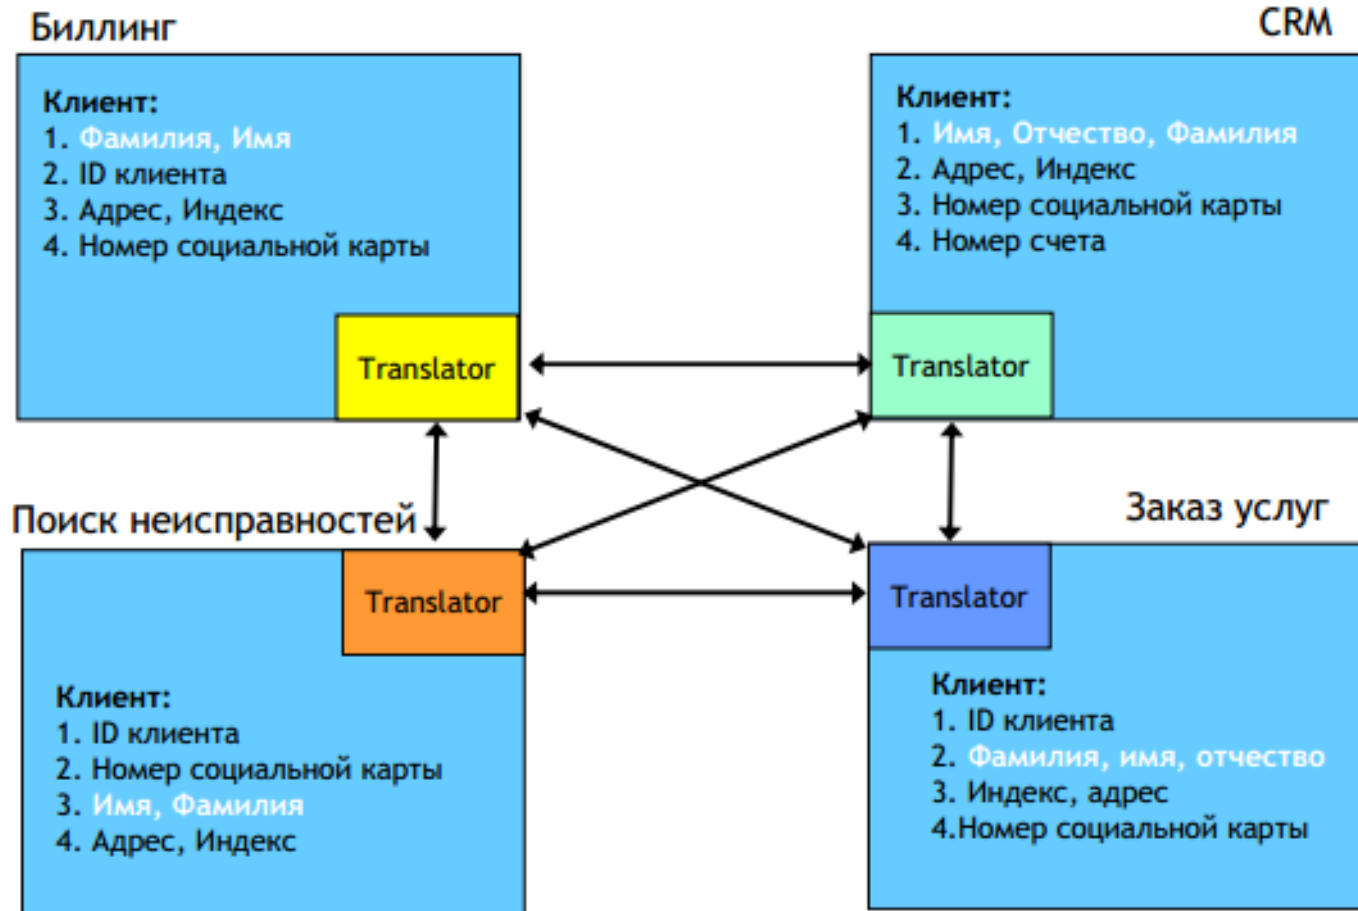 Биллинг
Клиент:
1. Фамилия, Имя
2. ID клиента
3. Адрес, Индекс
4. Номер социальной карты
Translator
CRM
Клиент:
1. Имя, Отчество, Фамилия
2. Адрес, Индекс
3. Номер социальной карты
4. Номер счета
Translator
Поиск неисправностей
Translator
Клиент:
1. ID клиента
2. Номер социальной карты
3. Имя, Фамилия
4. Адрес, Индекс
Заказ услуг
Translator
Клиент:
1. ID клиента
2. Фамилия, имя, отчество
3. Индекс, адрес
4.Номер социальной карты